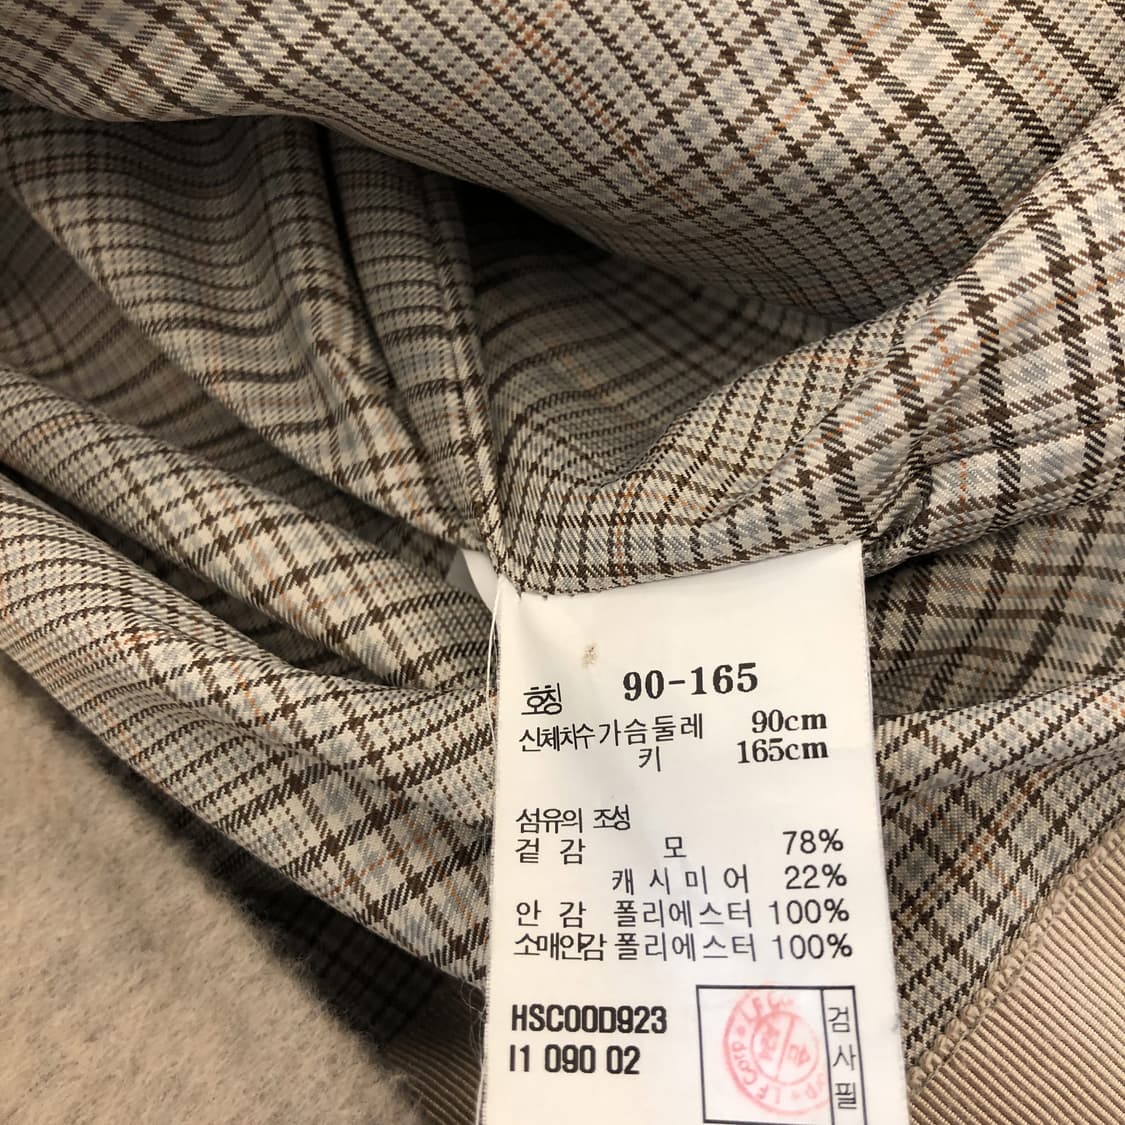 호칭 90-165
신체치수 가슴둘레 90cm
키 165cm
섬유의 조성
겉감 모 78%
캐시미어 22%
안감 폴리에스터 100%
소매안감 폴리에스터 100%
HSC00D923
I1 090 02
검사필